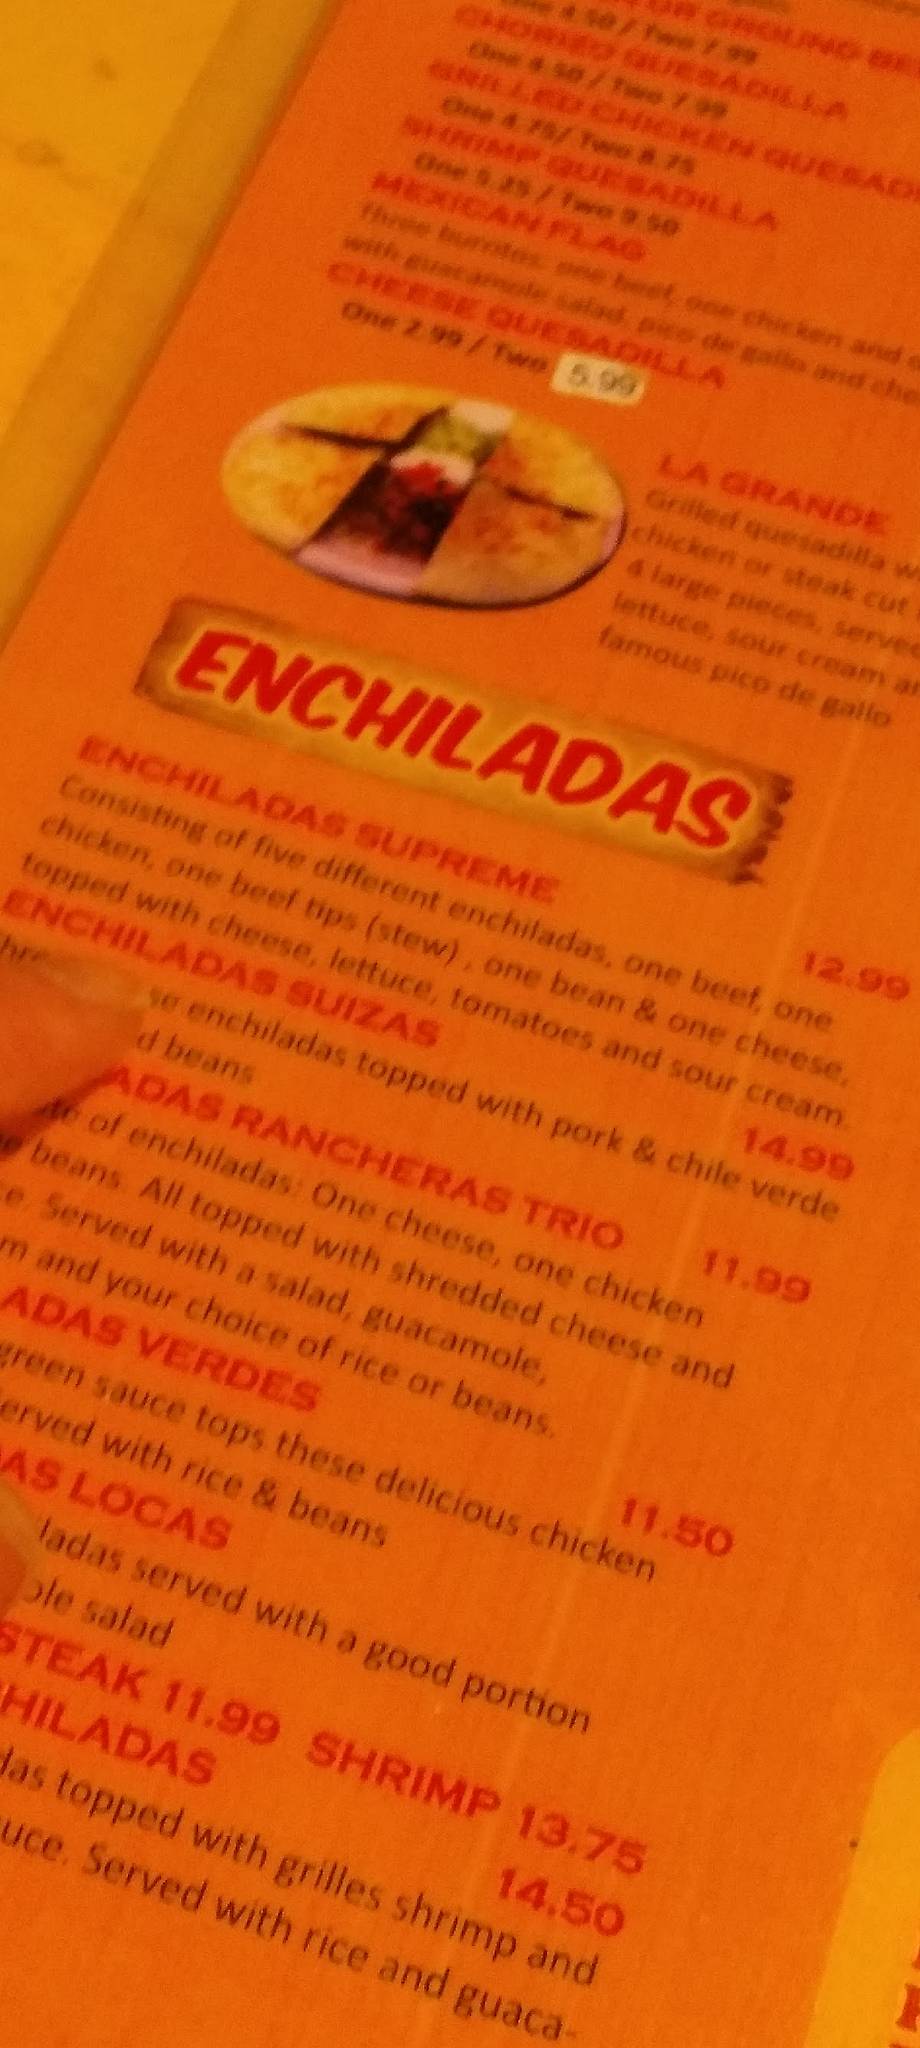 One 4.50 / Two 7.99
CHORIZO QUESADILLA
One 4.50 / Two 7.99
GRILLED CHICKEN
One 4.75/ Two 8.75
SHRIMP QUESADILLA
One 5.25 / Two 9.50
MEXICAN FLAG
Three burritos, one beef, one chicken and
with guacamole salad, pico de gallo and
CHEESE QUESADILLA
One 2.99 / Two 5.99
LA GRANDE
Grilled quesadilla
chicken or steak cut
4 large pieces, served
lettuce, sour cream
famous pico de gallo
ENCHILADAS
ENCHILADAS SUPREME 12.99
Consisting of five different enchiladas, one beef, one
chicken, one beef tips (stew) , one bean & one cheese,
topped with cheese, lettuce, tomatoes and sour cream.
ENCHILADAS SUIZAS 14.99
enchiladas topped with pork & chile verde
beans
ADAS RANCHERAS TRIO 11.99
of enchiladas: One cheese, one chicken
beans. All topped with shredded cheese and
Served with a salad, guacamole,
and your choice of rice or beans.
ADAS VERDES 11.50
green sauce tops these delicious chicken
erved with rice & beans
AS LOCAS
ladas served with a good portion
ole salad
STEAK 11.99 SHRIMP 13.75
HILADAS 14.50
das topped with grilles shrimp and
uce. Served with rice and guaca-